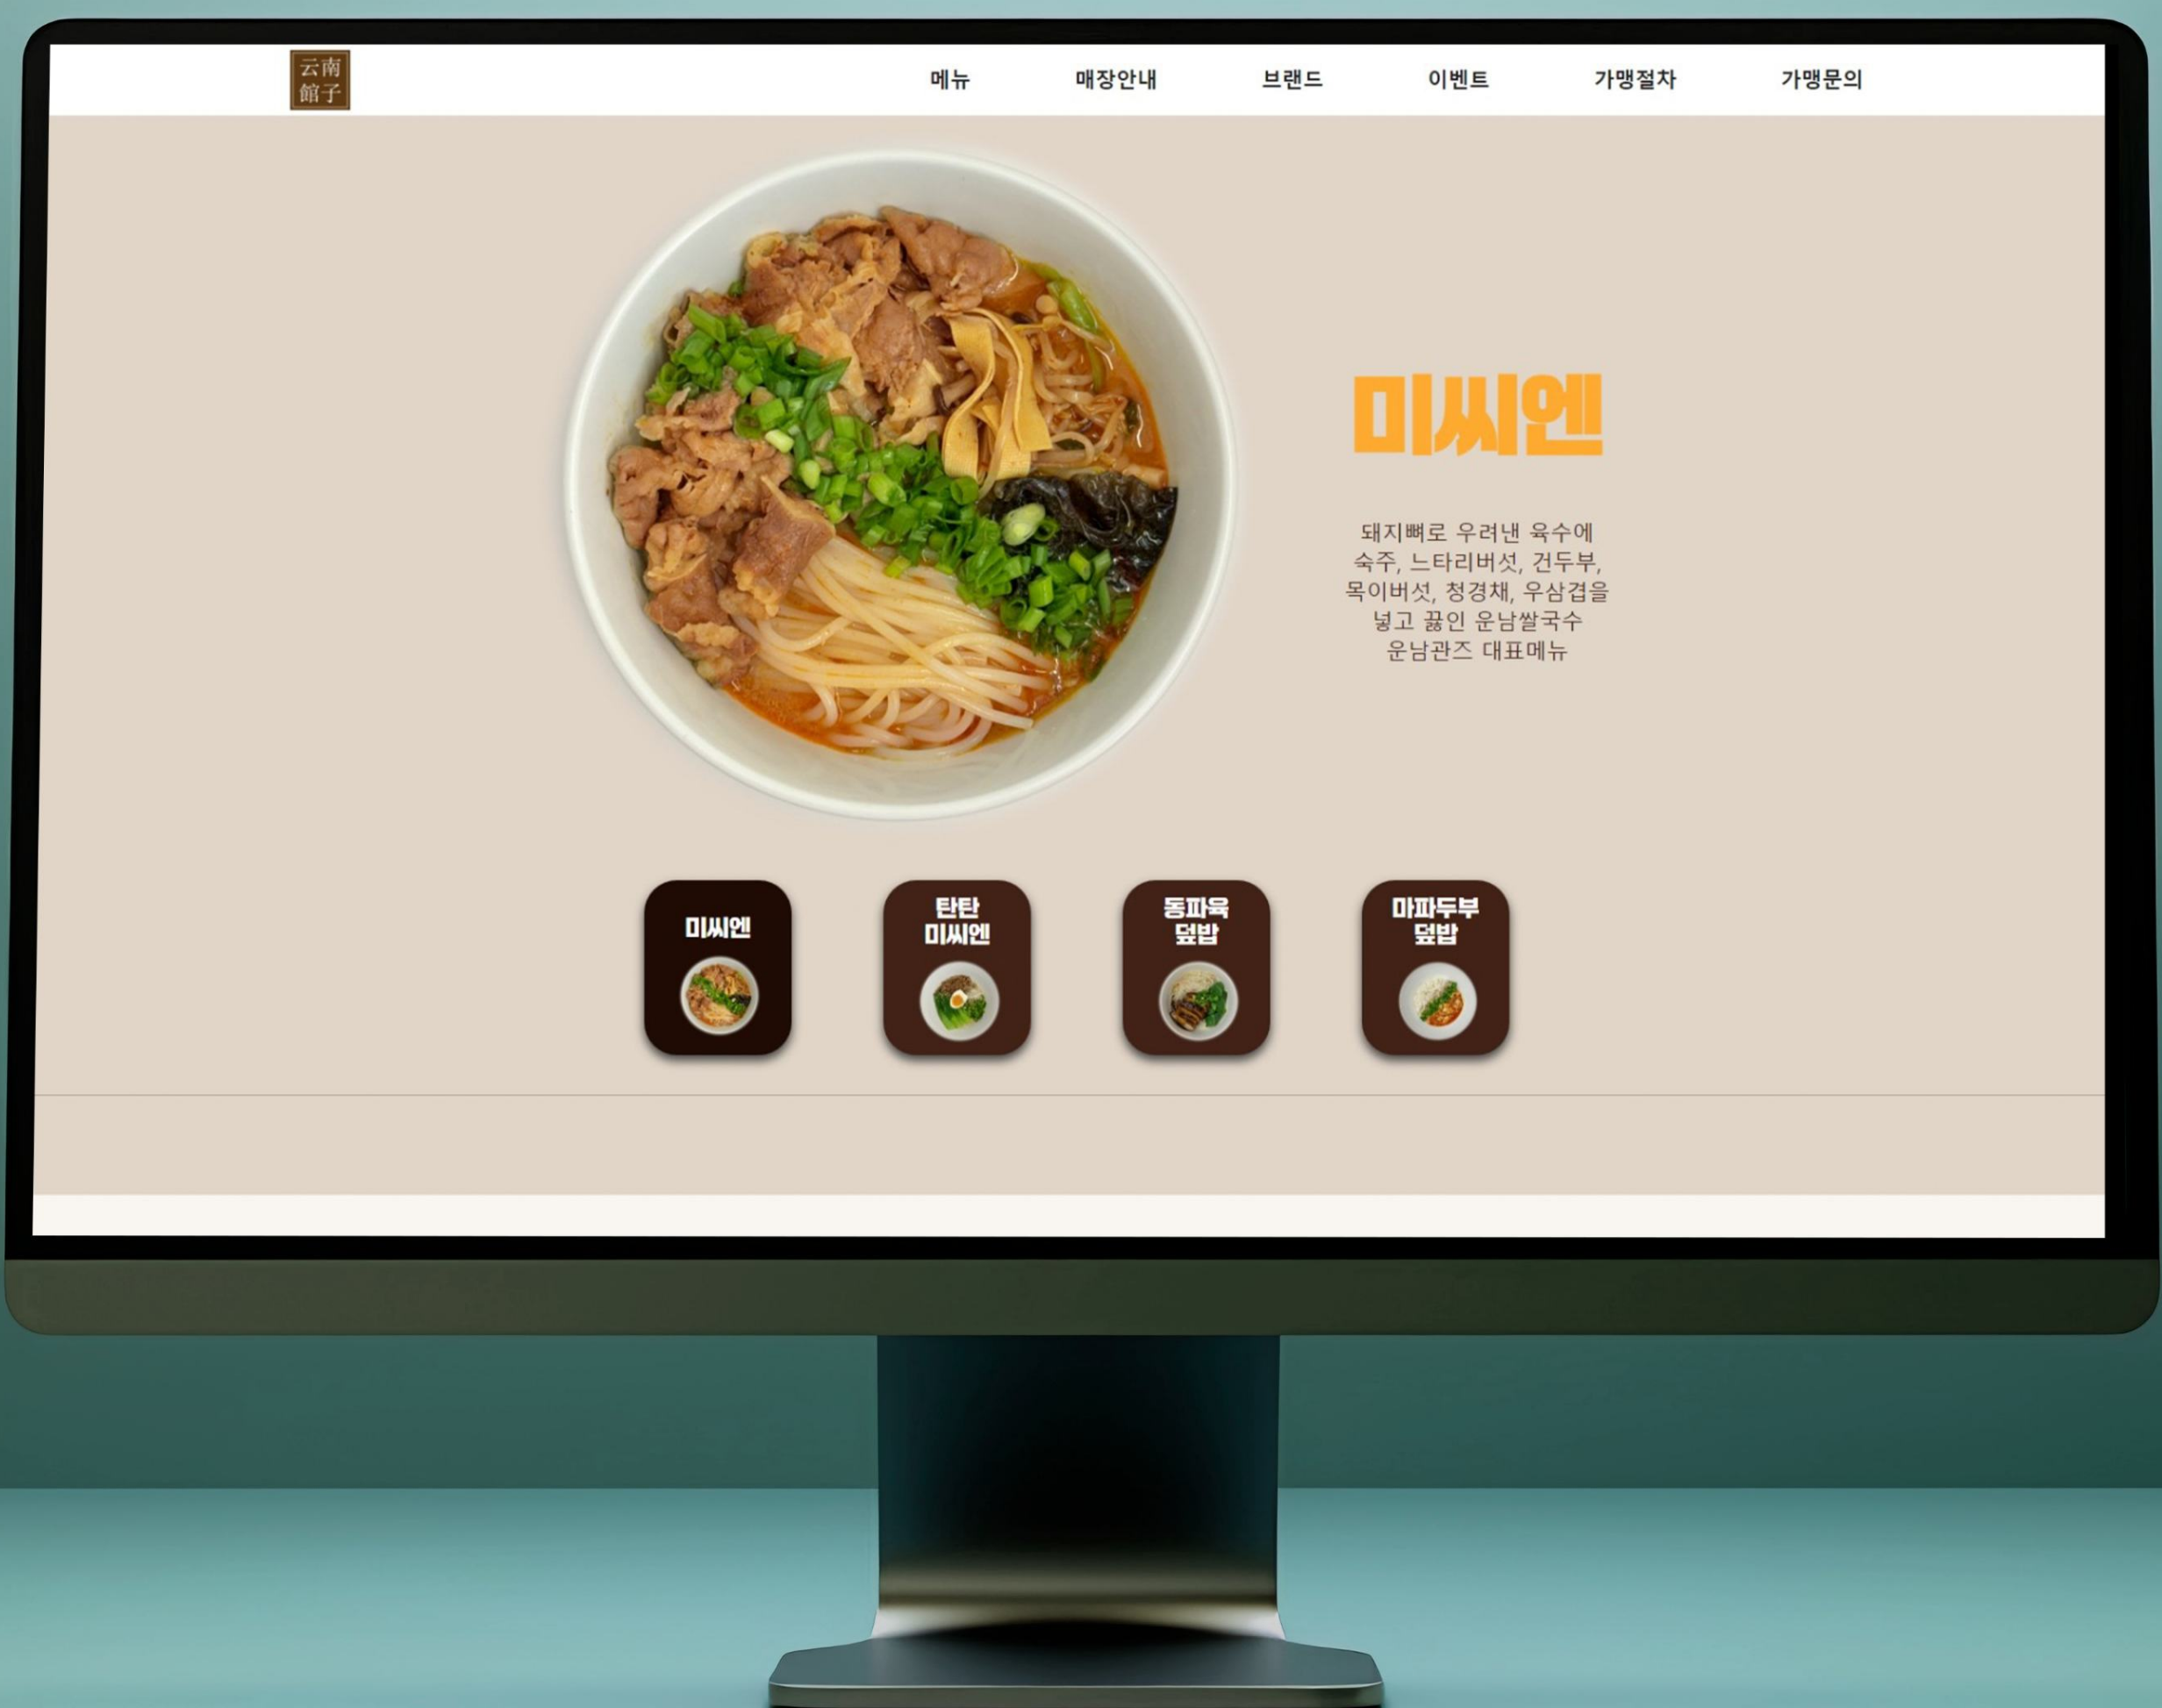 云南
館子
메뉴 매장안내 브랜드 이벤트 가맹절차 가맹문의
미씨엔
돼지뼈로 우려낸 육수에
숙주, 느타리버섯, 건두부,
목이버섯, 청경채, 우삼겹을
넣고 끓인 운남쌀국수
운남관즈 대표메뉴
미씨엔
탄탄
미씨엔
동파육
덮밥
마파두부
덮밥